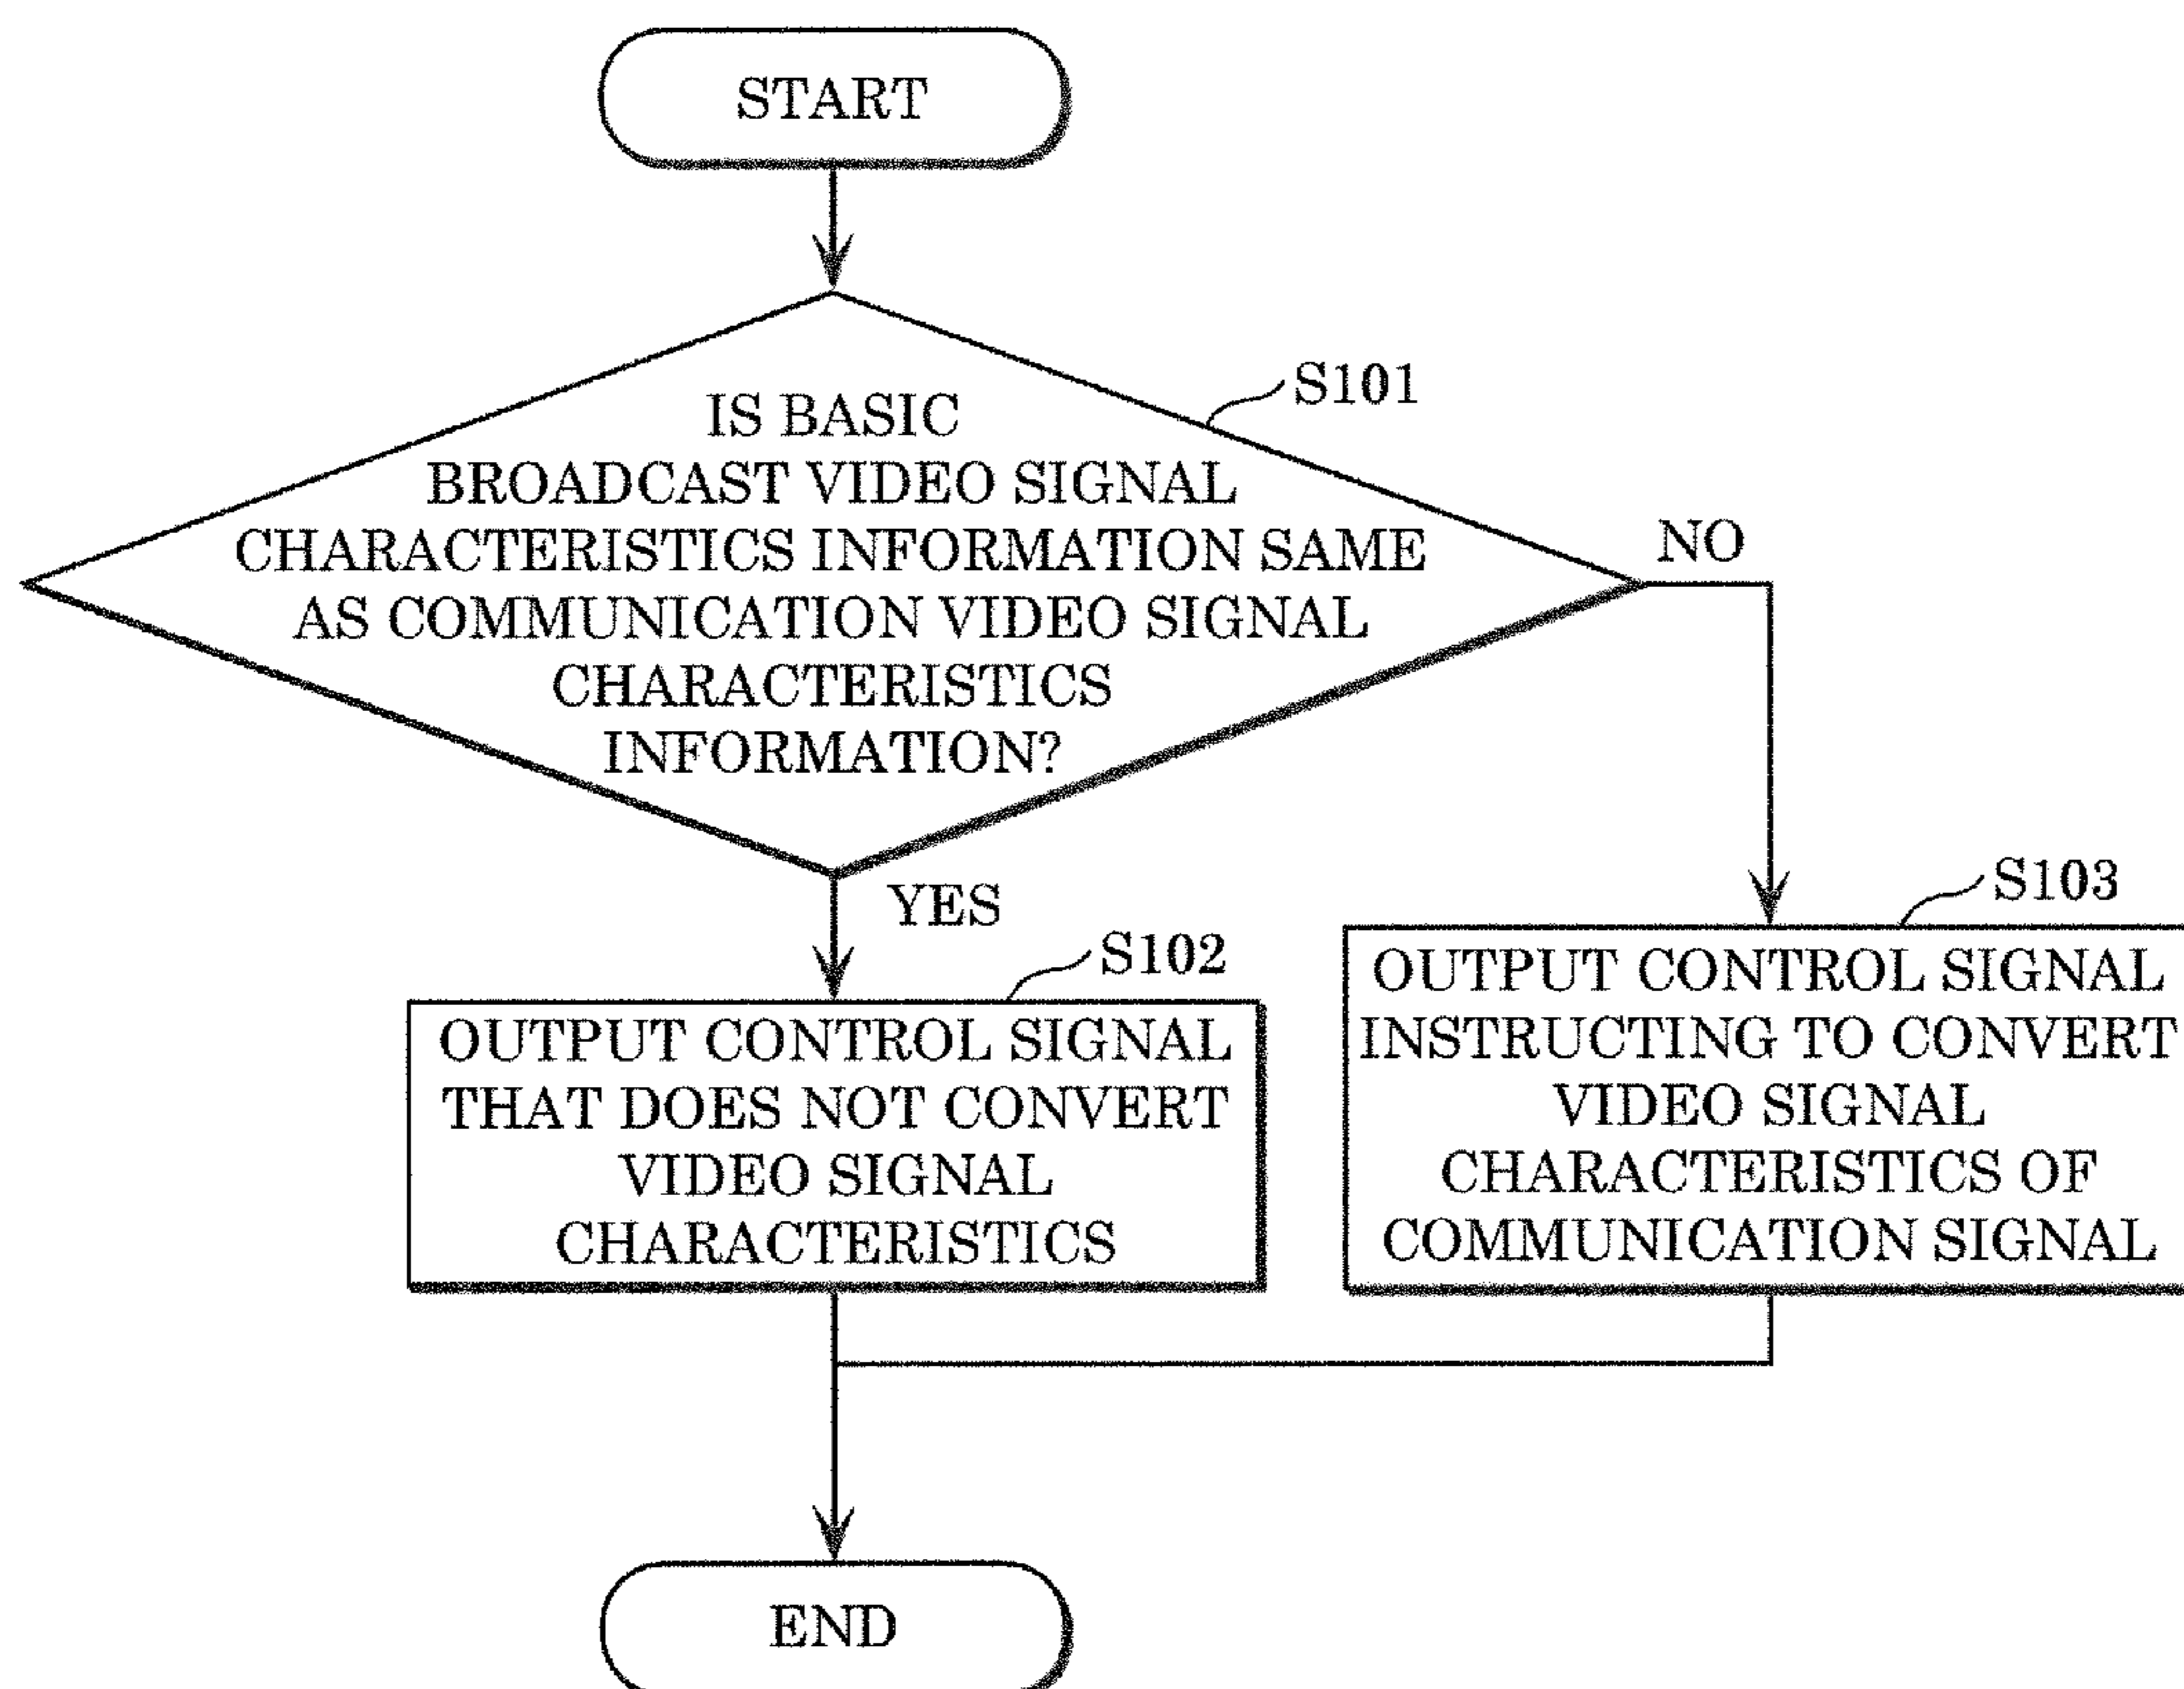 START
S101
IS BASIC
BROADCAST VIDEO SIGNAL
CHARACTERISTICS INFORMATION SAME
AS COMMUNICATION VIDEO SIGNAL
CHARACTERISTICS
INFORMATION?
NO
YES
S102
OUTPUT CONTROL SIGNAL
THAT DOES NOT CONVERT
VIDEO SIGNAL
CHARACTERISTICS
S103
OUTPUT CONTROL SIGNAL
INSTRUCTING TO CONVERT
VIDEO SIGNAL
CHARACTERISTICS OF
COMMUNICATION SIGNAL
END